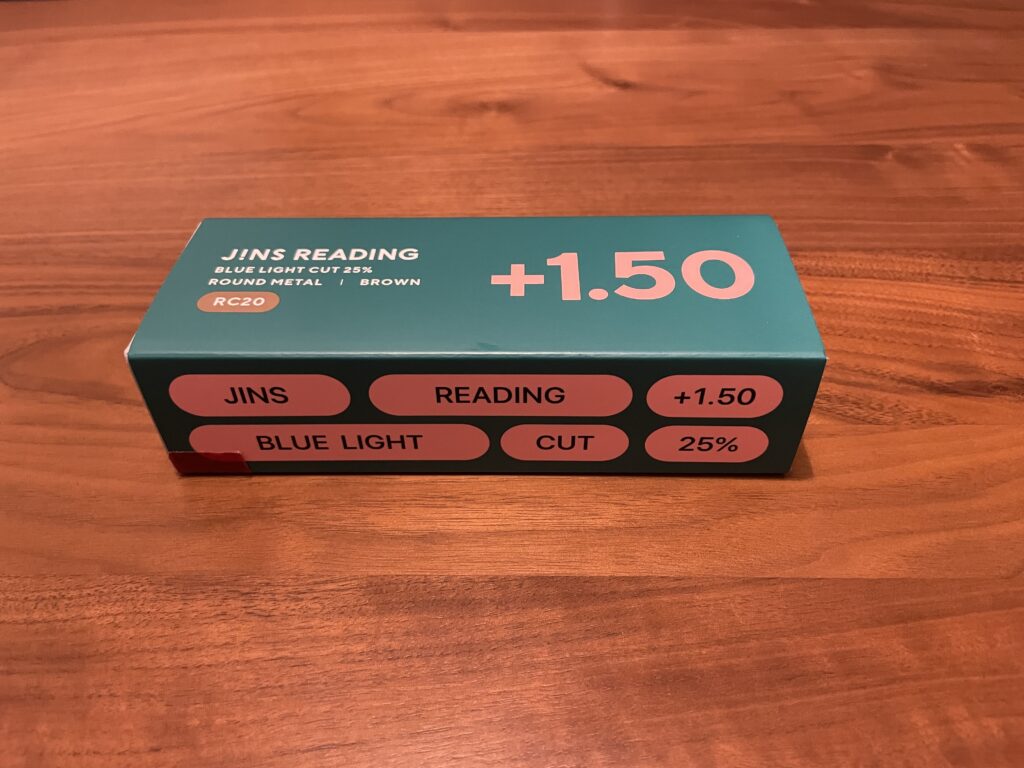 J!NS READING
BLUE LIGHT CUT 25%
ROUND METAL | BROWN
RC20
+1.50
JINS READING +1.50
BLUE LIGHT CUT 25%